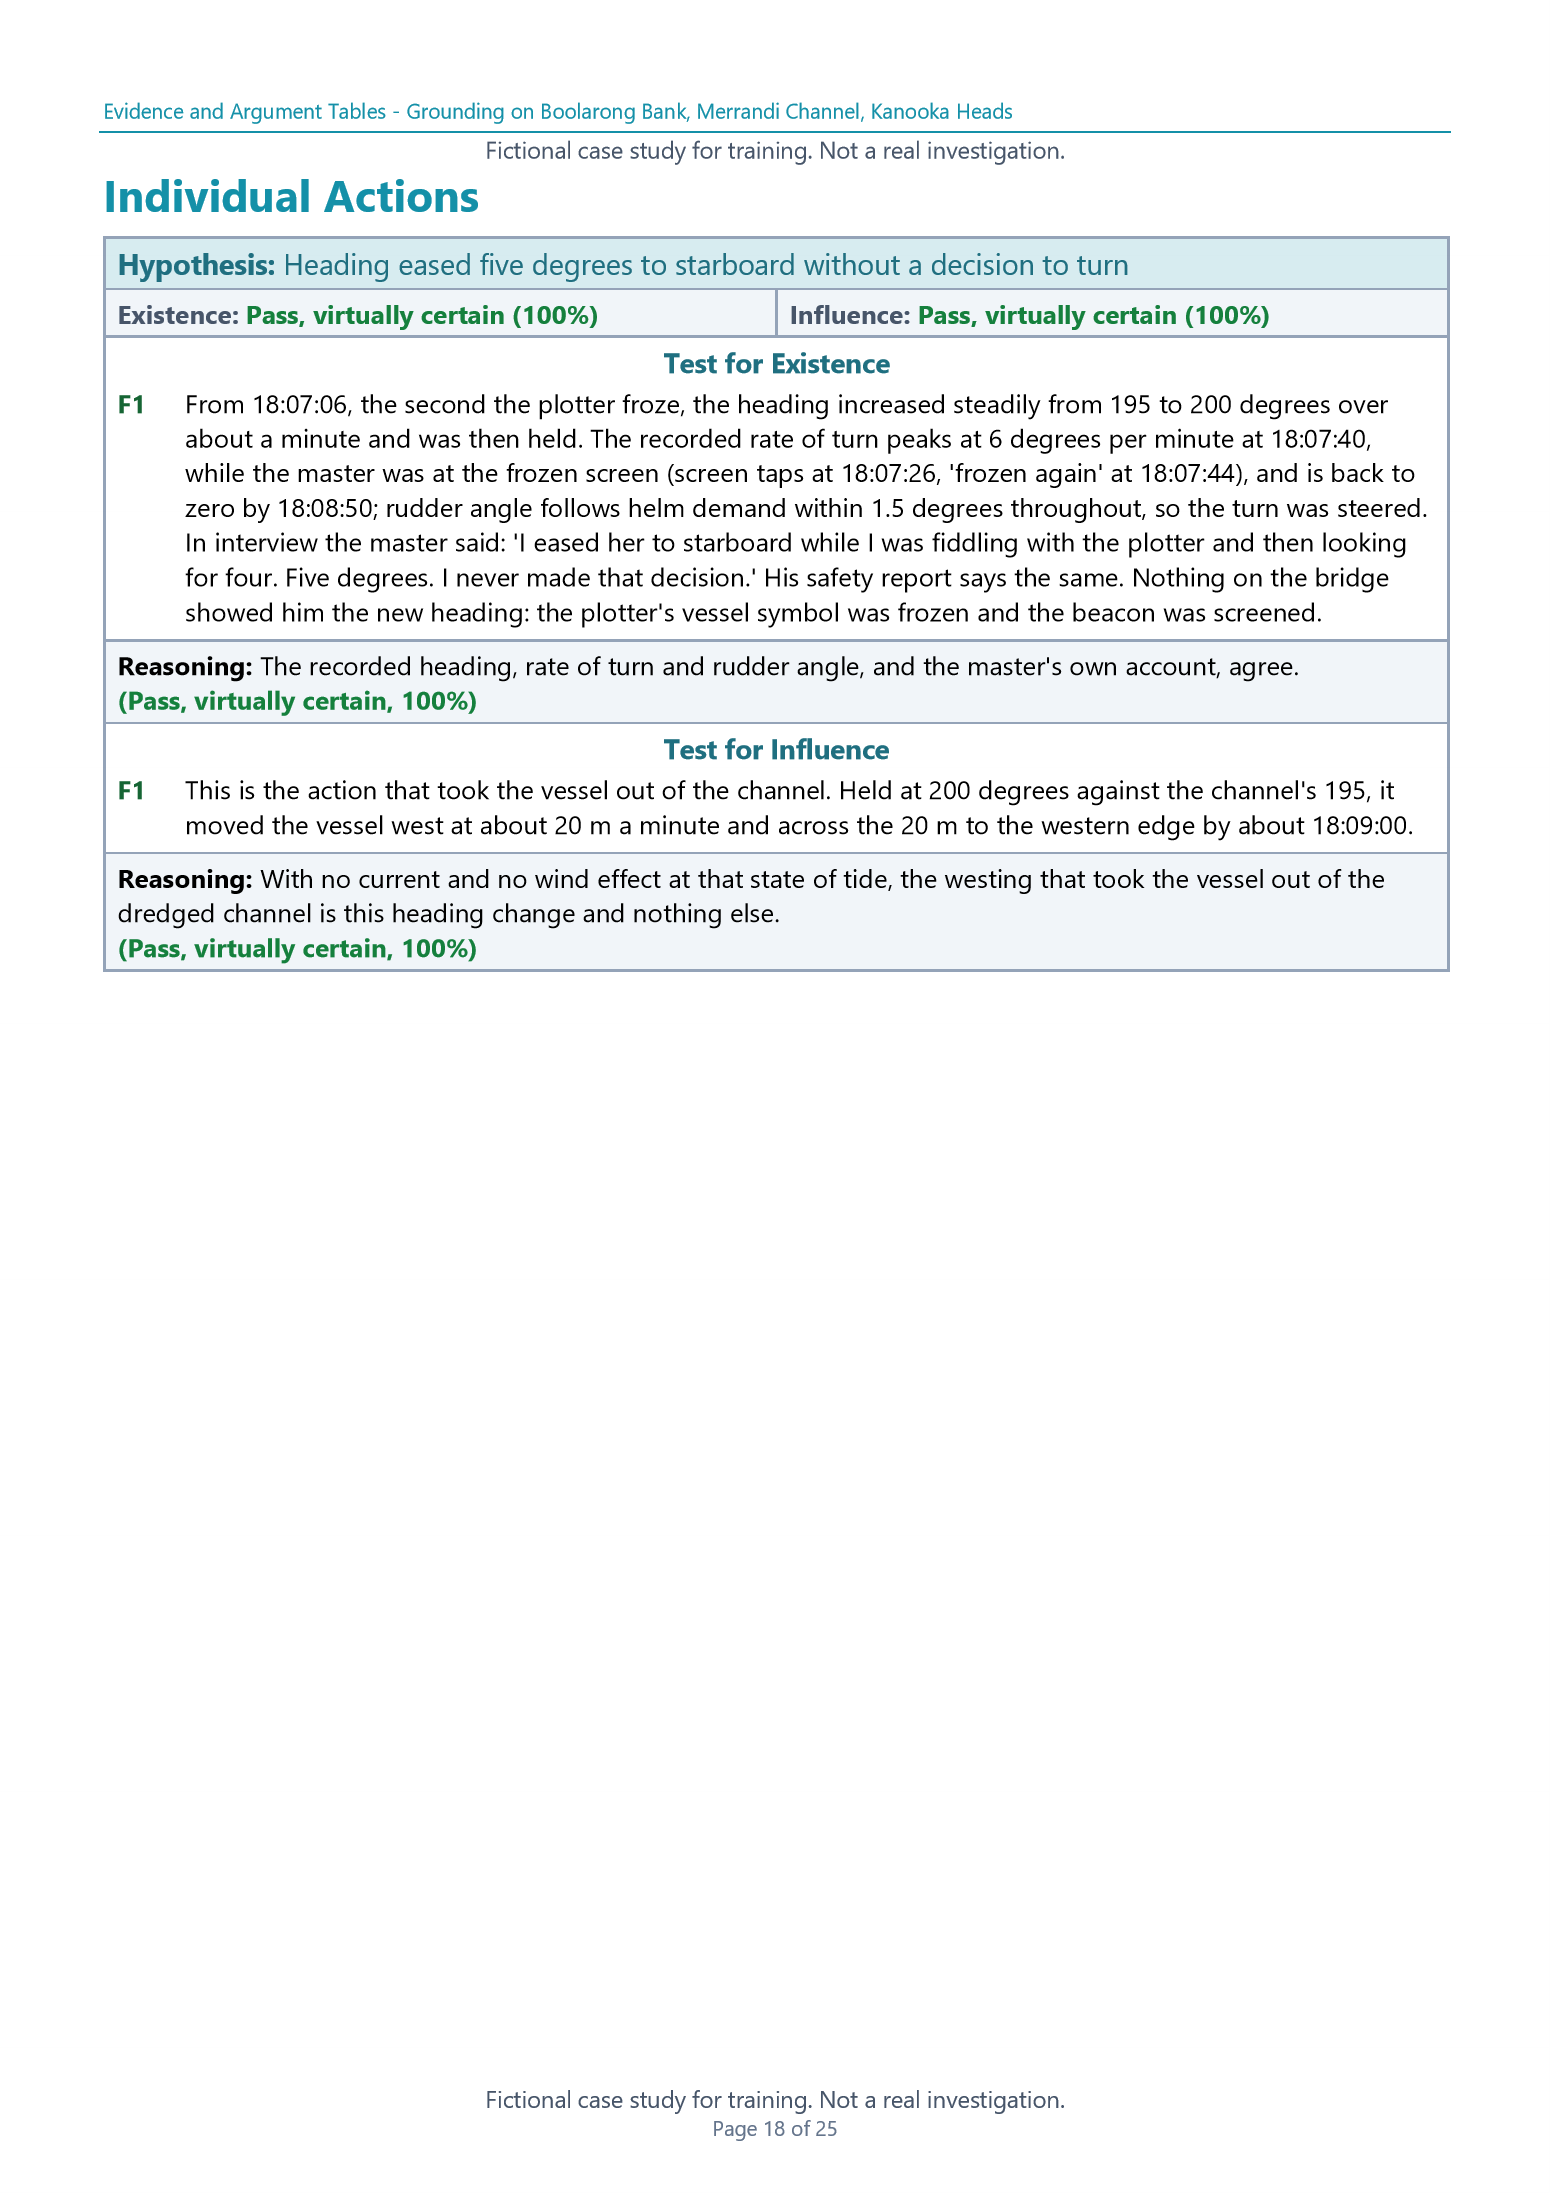 Evidence and Argument Tables - Grounding on Boolarong Bank, Merrandi Channel, Kanooka Heads
Fictional case study for training. Not a real investigation.
Individual Actions
Hypothesis: Heading eased five degrees to starboard without a decision to turn
Existence: Pass, virtually certain (100%)
Influence: Pass, virtually certain (100%)
Test for Existence
F1 From 18:07:06, the second the plotter froze, the heading increased steadily from 195 to 200 degrees over
about a minute and was then held. The recorded rate of turn peaks at 6 degrees per minute at 18:07:40,
while the master was at the frozen screen (screen taps at 18:07:26, 'frozen again' at 18:07:44), and is back to
zero by 18:08:50; rudder angle follows helm demand within 1.5 degrees throughout, so the turn was steered.
In interview the master said: 'I eased her to starboard while I was fiddling with the plotter and then looking
for four. Five degrees. I never made that decision.' His safety report says the same. Nothing on the bridge
showed him the new heading: the plotter's vessel symbol was frozen and the beacon was screened.
Reasoning: The recorded heading, rate of turn and rudder angle, and the master's own account, agree.
(Pass, virtually certain, 100%)
Test for Influence
F1 This is the action that took the vessel out of the channel. Held at 200 degrees against the channel's 195, it
moved the vessel west at about 20 m a minute and across the 20 m to the western edge by about 18:09:00.
Reasoning: With no current and no wind effect at that state of tide, the westing that took the vessel out of the
dredged channel is this heading change and nothing else.
(Pass, virtually certain, 100%)
Fictional case study for training. Not a real investigation.
Page 18 of 25